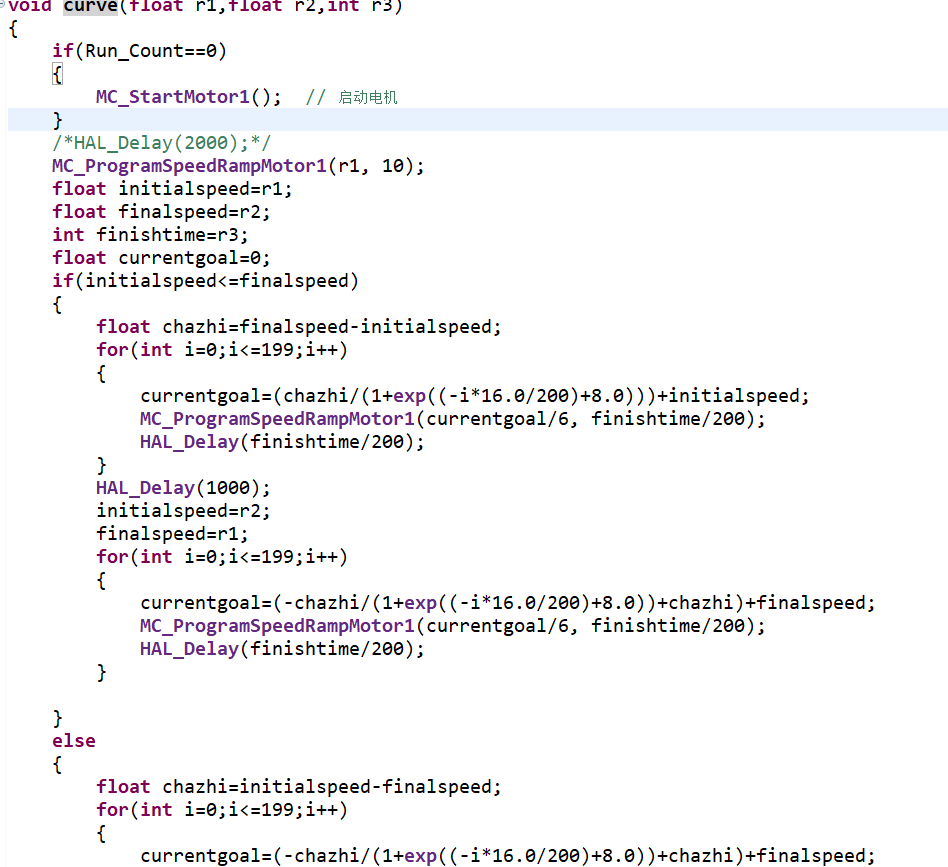 void curve(float r1,float r2,int r3)
{
    if(Run_Count==0)
    {
        MC_StartMotor1();  // 启动电机
    }
    /*HAL_Delay(2000);*/
    MC_ProgramSpeedRampMotor1(r1, 10);
    float initialspeed=r1;
    float finalspeed=r2;
    int finishtime=r3;
    float currentgoal=0;
    if(initialspeed<=finalspeed)
    {
        float chazhi=finalspeed-initialspeed;
        for(int i=0;i<=199;i++)
        {
            currentgoal=(chazhi/(1+exp((-i*16.0/200)+8.0)))+initialspeed;
            MC_ProgramSpeedRampMotor1(currentgoal/6, finishtime/200);
            HAL_Delay(finishtime/200);
        }
        HAL_Delay(1000);
        initialspeed=r2;
        finalspeed=r1;
        for(int i=0;i<=199;i++)
        {
            currentgoal=(-chazhi/(1+exp((-i*16.0/200)+8.0))+chazhi)+finalspeed;
            MC_ProgramSpeedRampMotor1(currentgoal/6, finishtime/200);
            HAL_Delay(finishtime/200);
        }

    }
    else
    {
        float chazhi=initialspeed-finalspeed;
        for(int i=0;i<=199;i++)
        {
            currentgoal=(-chazhi/(1+exp((-i*16.0/200)+8.0))+chazhi)+finalspeed;